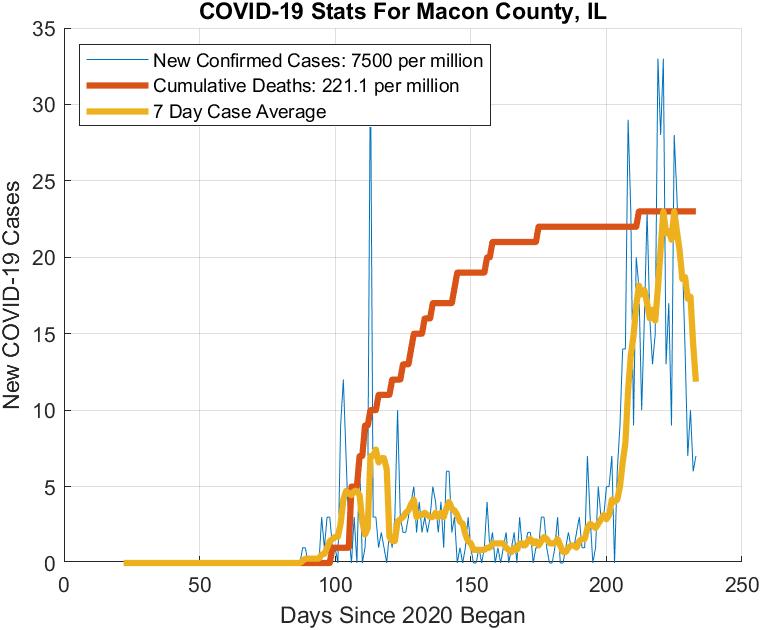 COVID-19 Stats For Macon County, IL
New Confirmed Cases: 7500 per million
Cumulative Deaths: 221.1 per million
7 Day Case Average
New COVID-19 Cases
35
30
25
20
15
10
5
0
0 50 100 150 200 250
Days Since 2020 Began